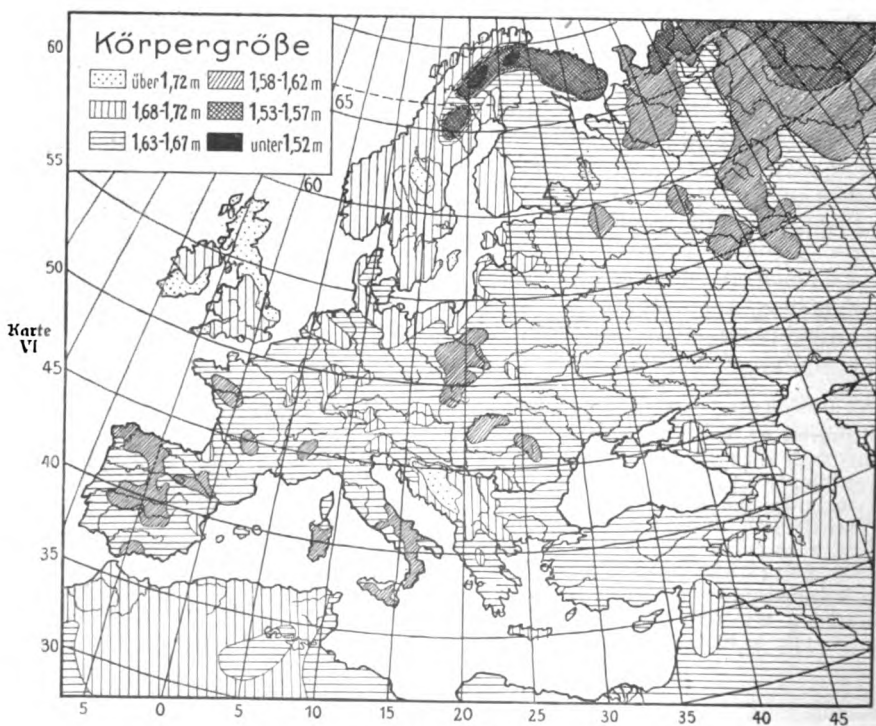 Körpergröße
über 1,72 m
1,58-1,62 m
1,68-1,72 m
1,53-1,57 m
1,63-1,67 m
unter 1,52 m
60
65
60
55
50
Karte
VI
45
40
35
30
5 0 5 10 15 20 25 30 35 40 45